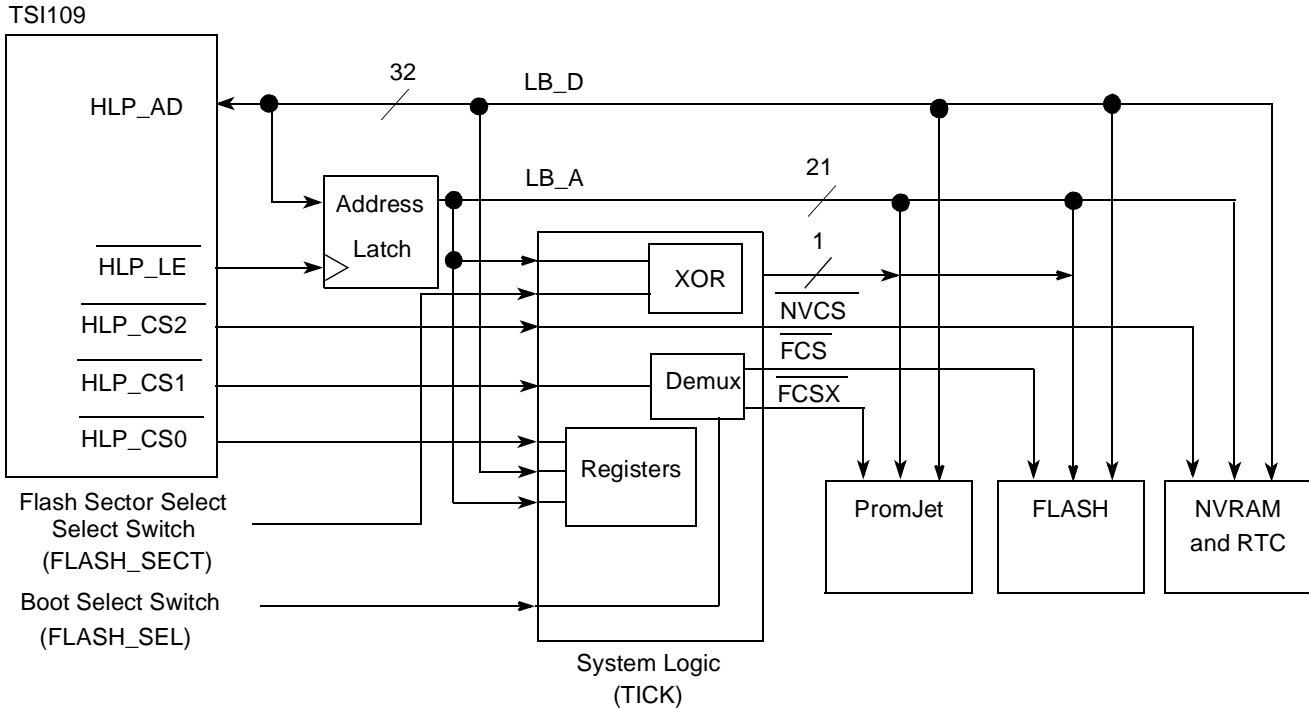 TSI109
32
LB_D
HLP_AD
21
LB_A
Address
Latch
1
HLP_LE
XOR
NVCS
HLP_CS2
FCS
HLP_CS1
Demux
FCSX
HLP_CS0
Registers
Flash Sector Select
Select Switch
(FLASH_SECT)
PromJet
FLASH
NVRAM
and RTC
Boot Select Switch
(FLASH_SEL)
System Logic
(TICK)